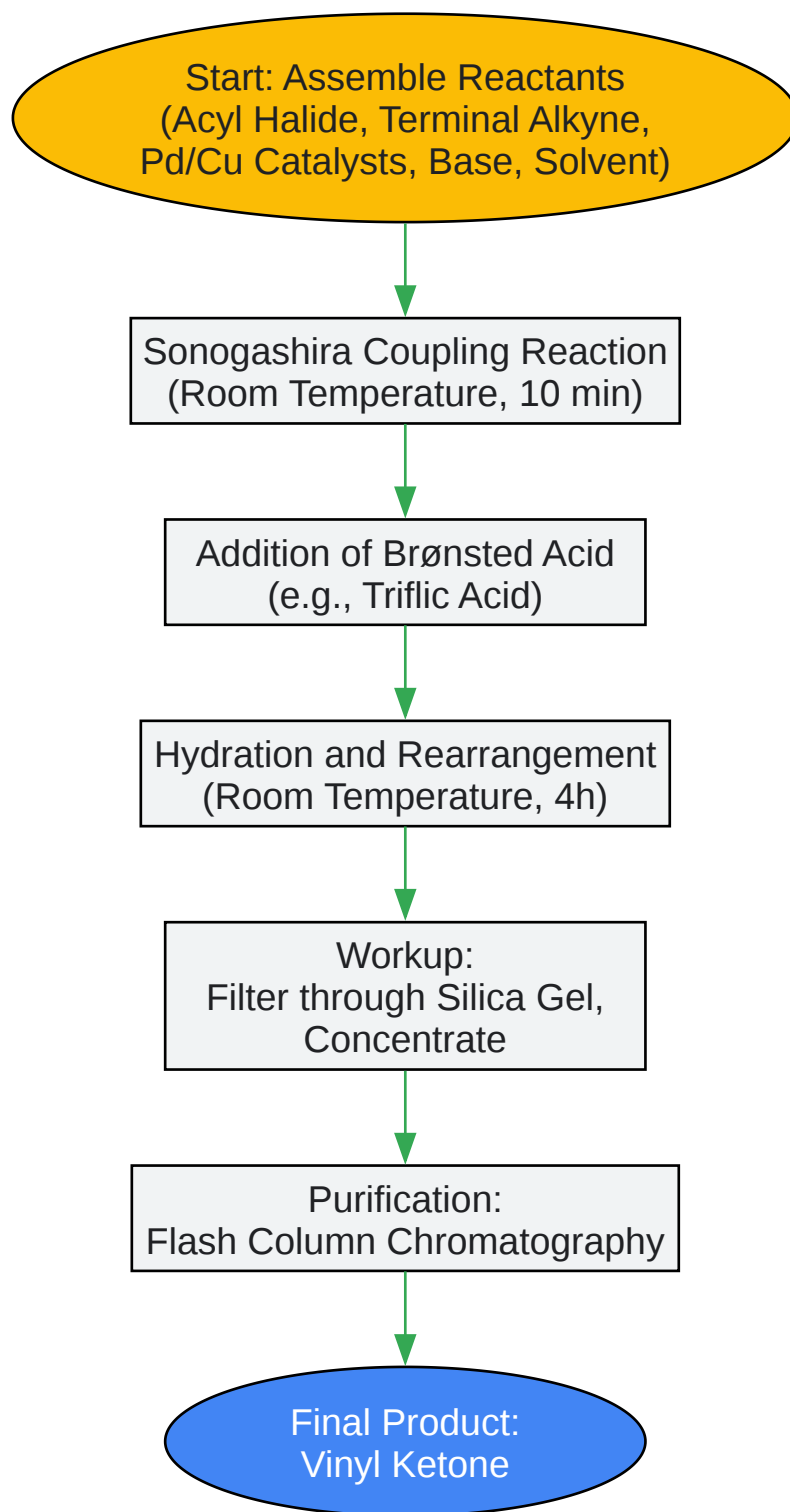 Start: Assemble Reactants
(Acyl Halide, Terminal Alkyne,
Pd/Cu Catalysts, Base, Solvent)
Sonogashira Coupling Reaction
(Room Temperature, 10 min)
Addition of Brønsted Acid
(e.g., Triflic Acid)
Hydration and Rearrangement
(Room Temperature, 4h)
Workup:
Filter through Silica Gel,
Concentrate
Purification:
Flash Column Chromatography
Final Product:
Vinyl Ketone